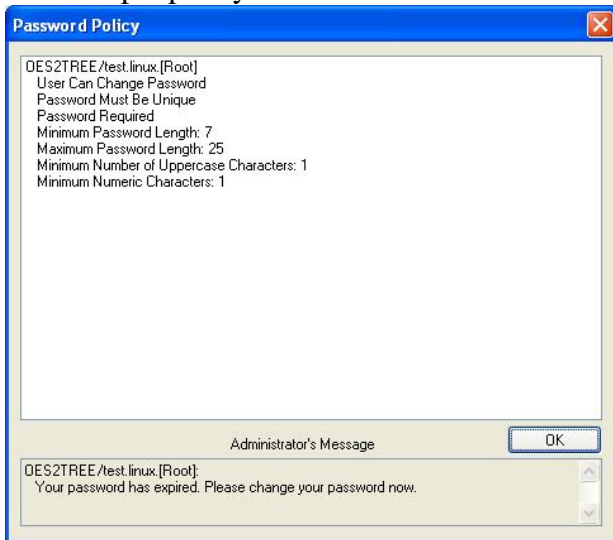 Password Policy
OES2TREE/test.linux.[Root]
User Can Change Password
Password Must Be Unique
Password Required
Minimum Password Length: 7
Maximum Password Length: 25
Minimum Number of Uppercase Characters: 1
Minimum Numeric Characters: 1
Administrator's Message
OK
OES2TREE/test.linux.[Root]:
Your password has expired. Please change your password now.